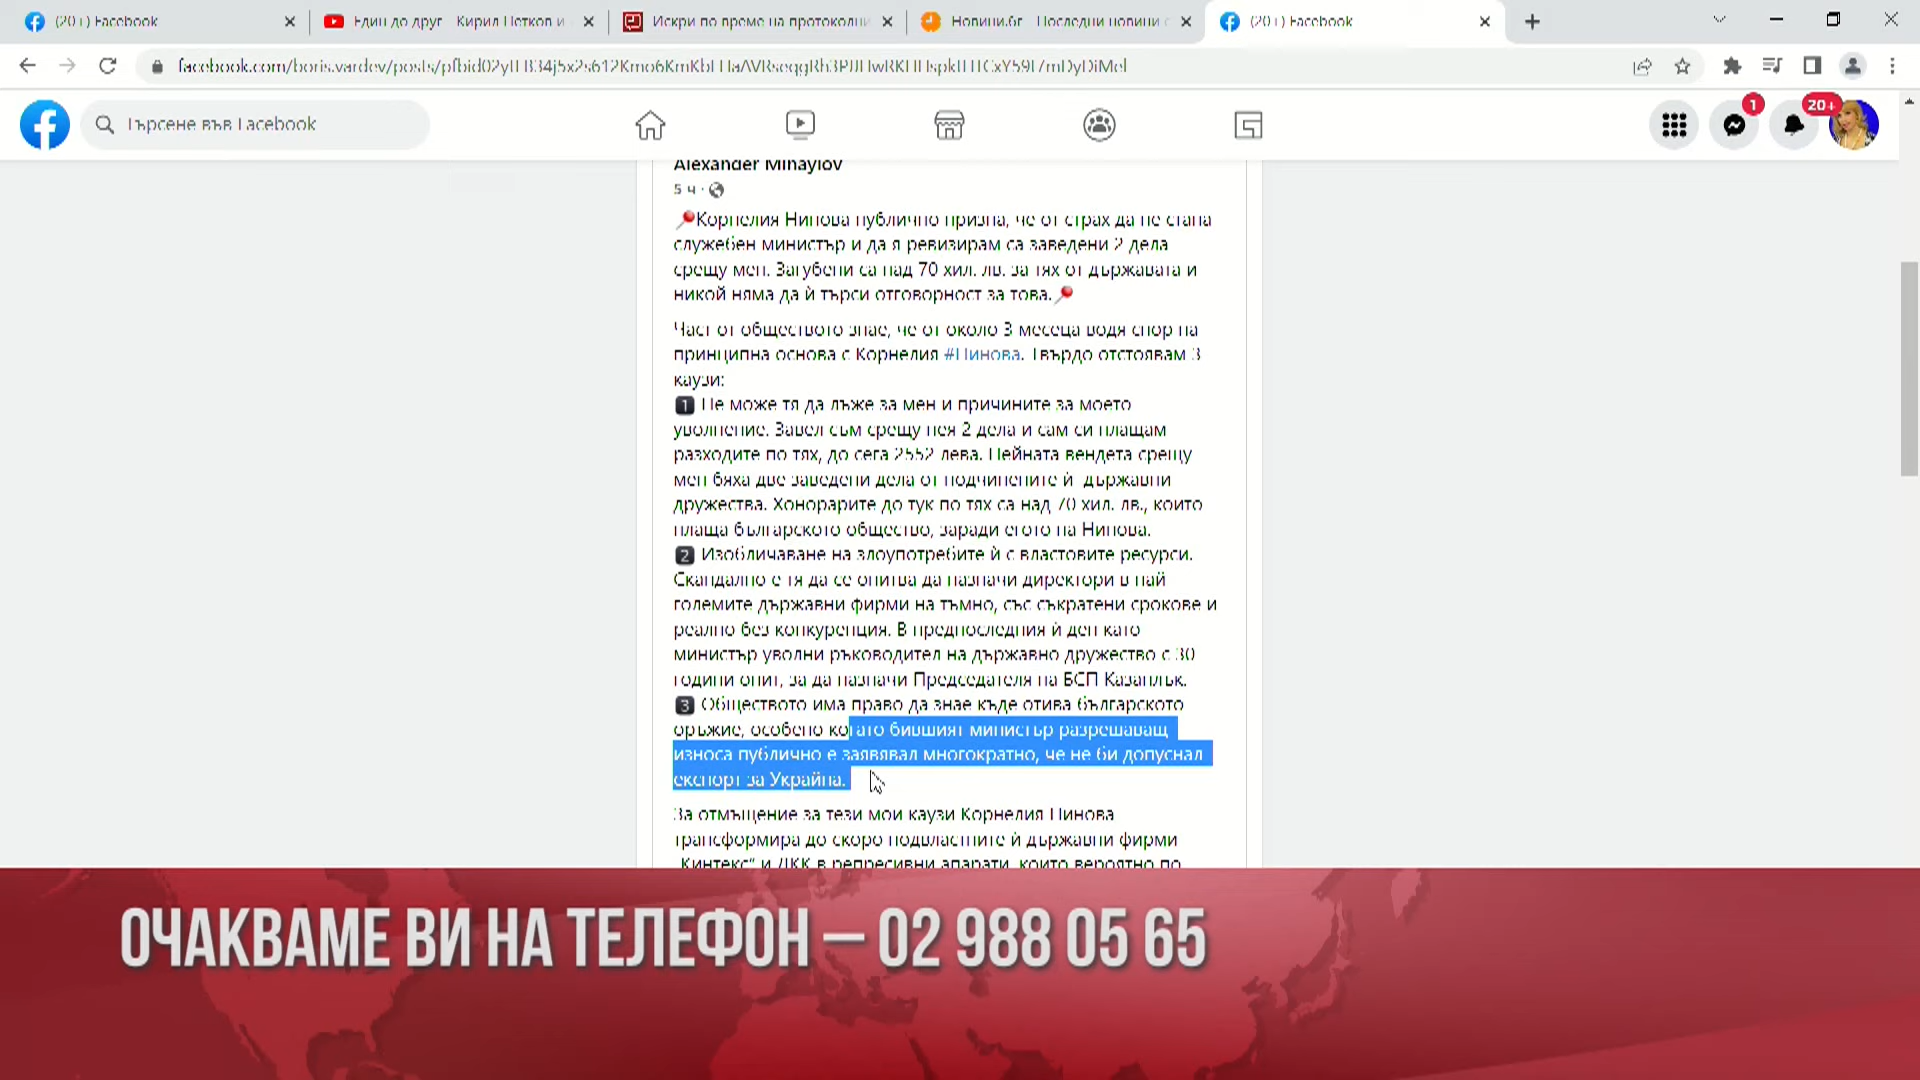 (20+) Facebook
Един до друг - Кирил Петков и
Искри по време на протоколни
Новини.бг - Последни новини
(20+) Facebook
Търсене във Facebook
1
20+
Alexander Mihaylov
5 ч ·
Корнелия Нинова публично призна, че от страх да не стана
служебен министър и да я ревизирам са заведени 2 дела
срещу мен. Загубени са над 70 хил. лв. за тях от държавата и
никой няма да ѝ търси отговорност за това.
Част от обществото знае, че от около 3 месеца водя спор на
принципна основа с Корнелия #Нинова. Твърдо отстоявам 3
каузи:
1 Не може тя да лъже за мен и причините за моето
уволнение. Завел съм срещу нея 2 дела и сам си плащам
разходите по тях, до сега 2552 лева. Нейната вендета срещу
мен бяха две заведени дела от подчинените ѝ държавни
дружества. Хонорарите до тук по тях са над 70 хил. лв., които
плаща българското общество, заради егото на Нинова.
2 Изобличаване на злоупотребите ѝ с властовите ресурси.
Скандално е тя да се опитва да назначи директори в най
големите държавни фирми на тъмно, със съкратени срокове и
реално без конкуренция. В предпоследния ѝ ден като
министър уволни ръководител на държавно дружество с 30
години опит, за да назначи Председателя на БСП Казанлък.
3 Обществото има право да знае къде отива българското
оръжие, особено когато бившият министър разрешаващ
износа публично е заявявал многократно, че не би допуснал
експорт за Украйна.
За отмъщение за тези мои каузи Корнелия Нинова
трансформира до скоро подвластните ѝ държавни фирми
„Кинтекс“ и ДКК в репресивни апарати, които вероятно по
ОЧАКВАМЕ ВИ НА ТЕЛЕФОН – 02 988 05 65